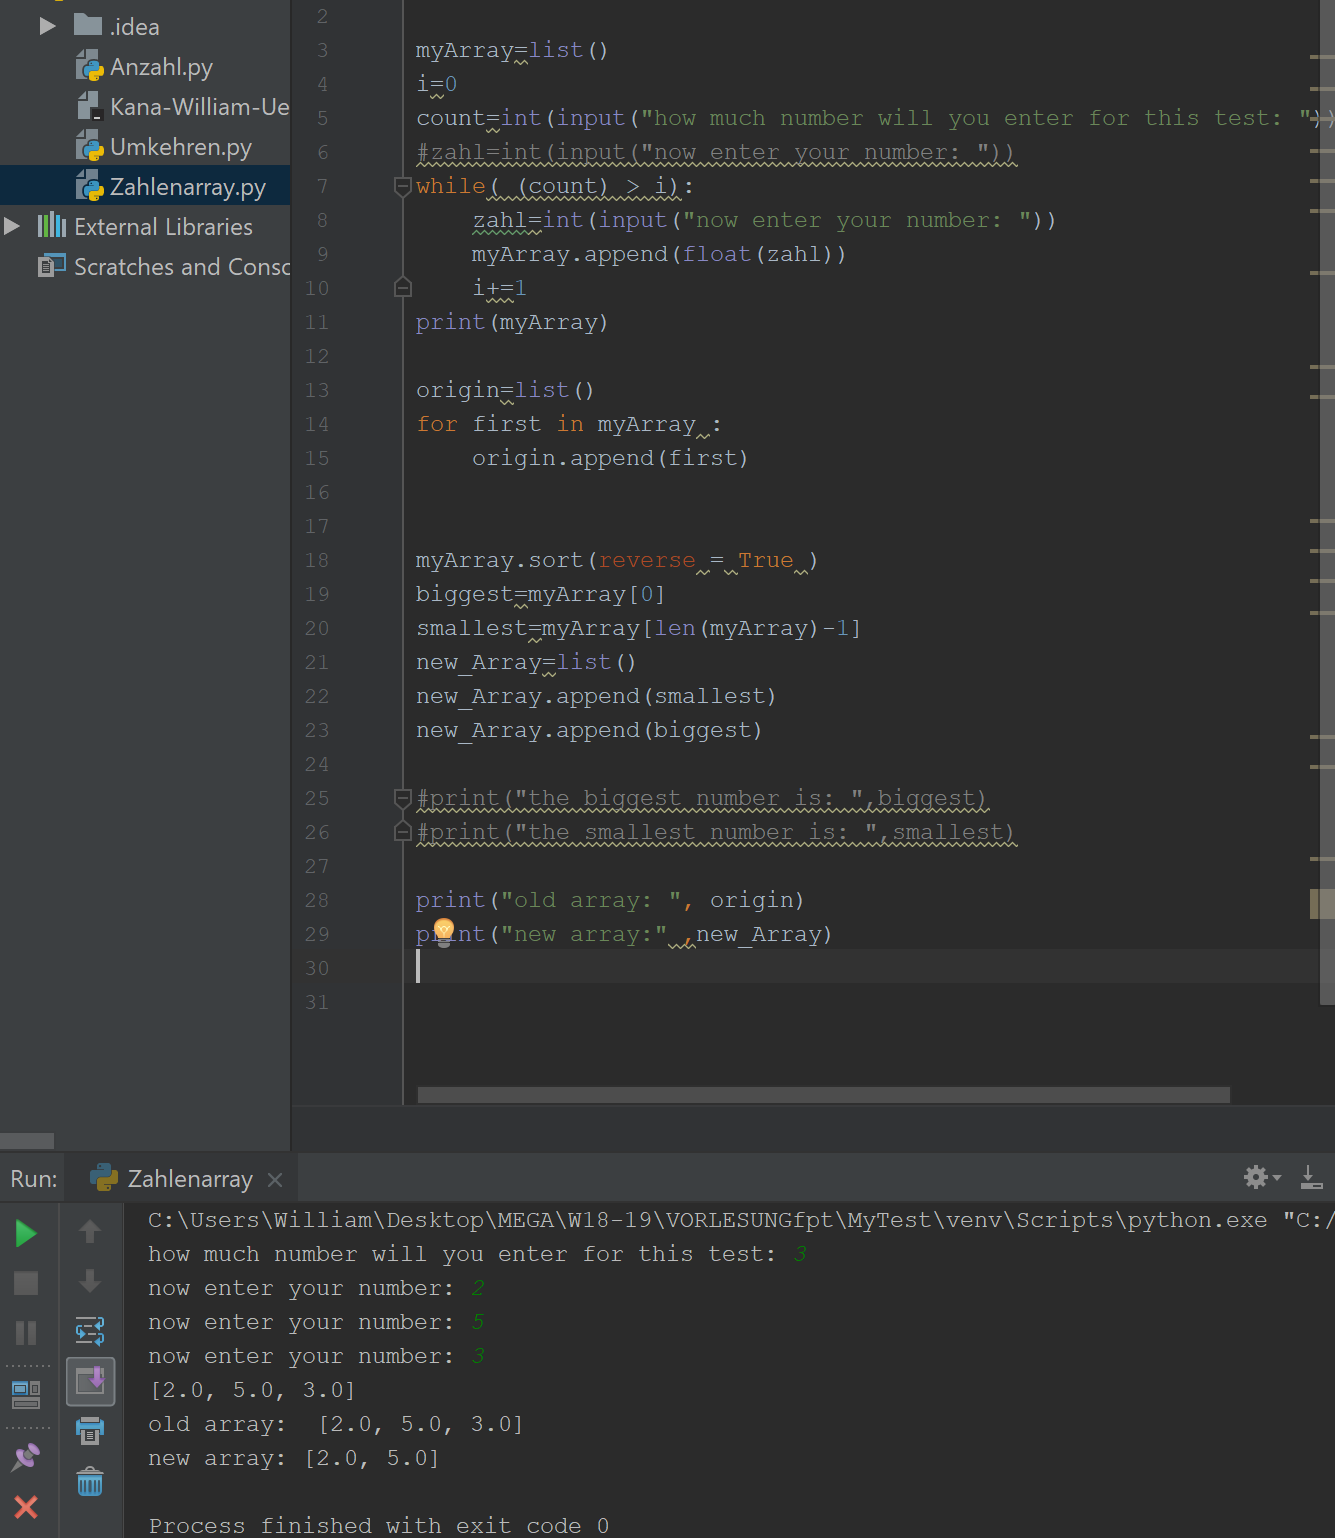 .idea
Anzahl.py
Kana-William-Ue
Umkehren.py
Zahlenarray.py
External Libraries
Scratches and Consc
2
3 myArray=list()
4 i=0
5 count=int(input("how much number will you enter for this test: "))
6 #zahl=int(input("now enter your number: "))
7 while( (count) > i):
8 zahl=int(input("now enter your number: "))
9 myArray.append(float(zahl))
10 i+=1
11 print(myArray)
12
13 origin=list()
14 for first in myArray :
15 origin.append(first)
16
17
18 myArray.sort(reverse = True )
19 biggest=myArray[0]
20 smallest=myArray[len(myArray)-1]
21 new_Array=list()
22 new_Array.append(smallest)
23 new_Array.append(biggest)
24
25 #print("the biggest number is: ",biggest)
26 #print("the smallest number is: ",smallest)
27
28 print("old array: ", origin)
29 print("new array:" ,new_Array)
30
31
Run: Zahlenarray
C:\Users\William\Desktop\MEGA\W18-19\VORLESUNGfpt\MyTest\venv\Scripts\python.exe "C:/
how much number will you enter for this test: 3
now enter your number: 2
now enter your number: 5
now enter your number: 3
[2.0, 5.0, 3.0]
old array:  [2.0, 5.0, 3.0]
new array: [2.0, 5.0]
Process finished with exit code 0